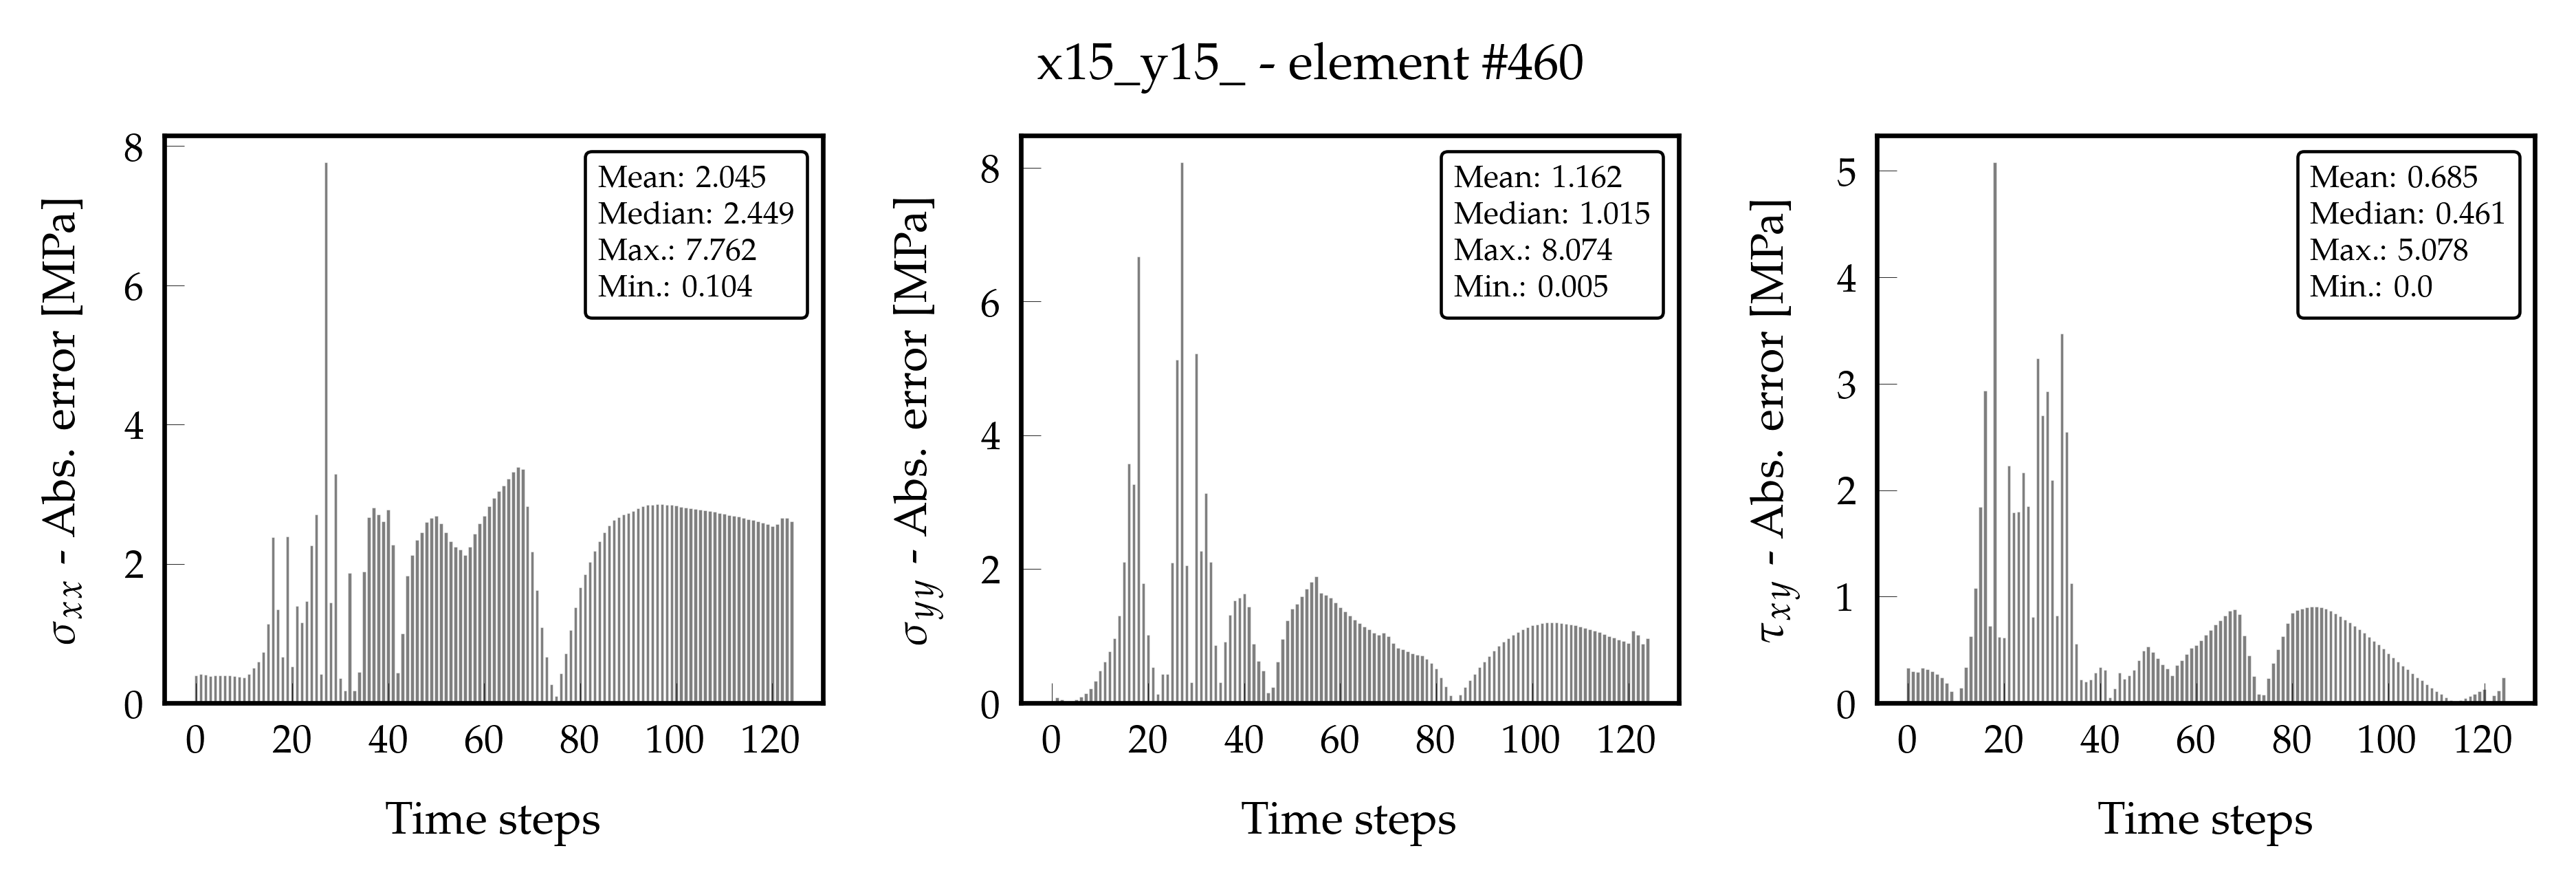 x15_y15_ - element #460
σxx - Abs. error [MPa]
8
6
4
2
0
Mean: 2.045
Median: 2.449
Max.: 7.762
Min.: 0.104
0 20 40 60 80 100 120
Time steps
σyy - Abs. error [MPa]
8
6
4
2
0
Mean: 1.162
Median: 1.015
Max.: 8.074
Min.: 0.005
0 20 40 60 80 100 120
Time steps
τxy - Abs. error [MPa]
5
4
3
2
1
0
Mean: 0.685
Median: 0.461
Max.: 5.078
Min.: 0.0
0 20 40 60 80 100 120
Time steps